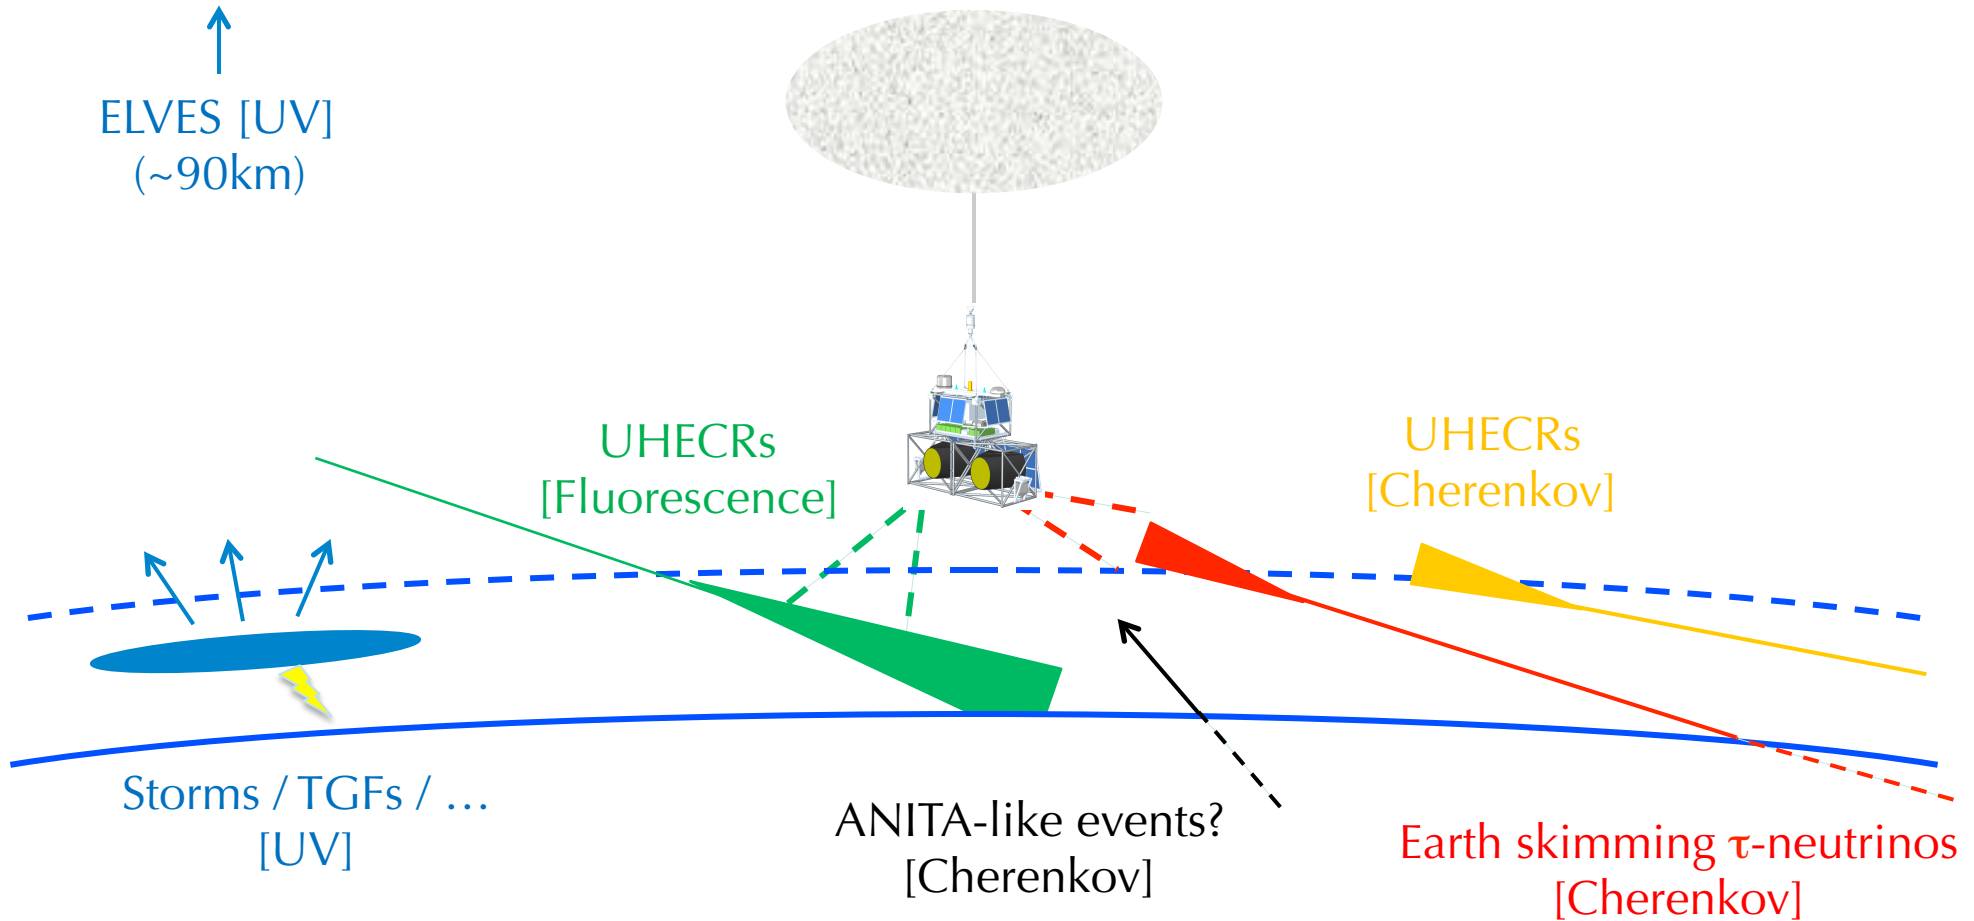 ELVES [UV]
(~90km)
UHECRs
[Fluorescence]
UHECRs
[Cherenkov]
Storms / TGFs / …
[UV]
ANITA-like events?
[Cherenkov]
Earth skimming τ-neutrinos
[Cherenkov]